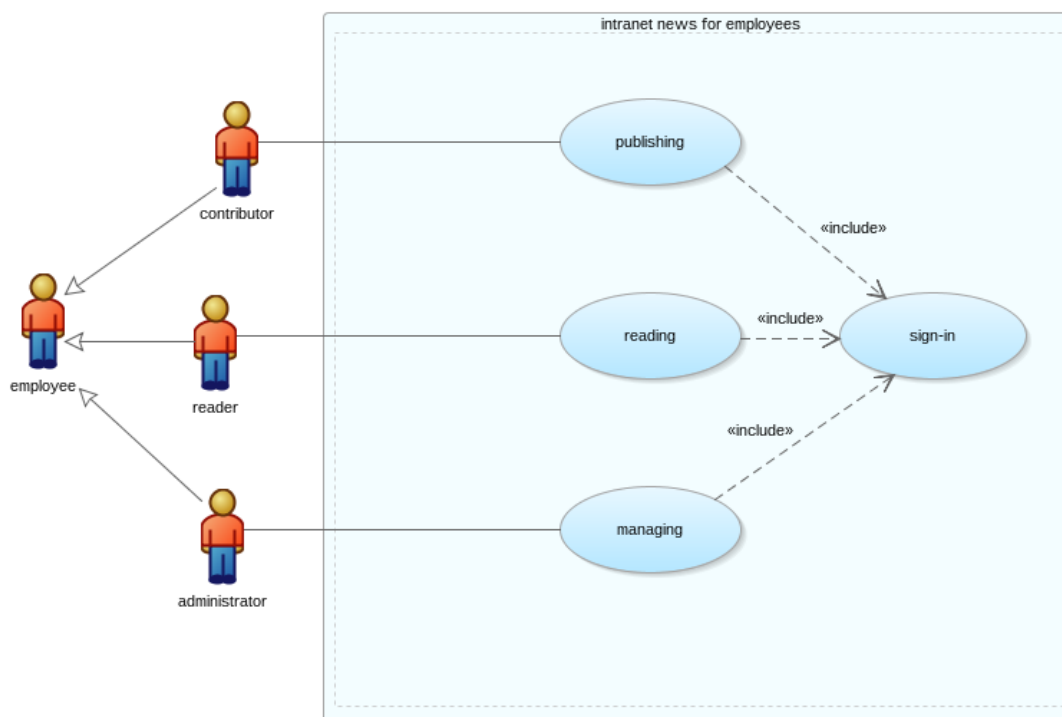 intranet news for employees
publishing
contributor
«include»
«include»
reading
sign-in
employee
reader
«include»
managing
administrator